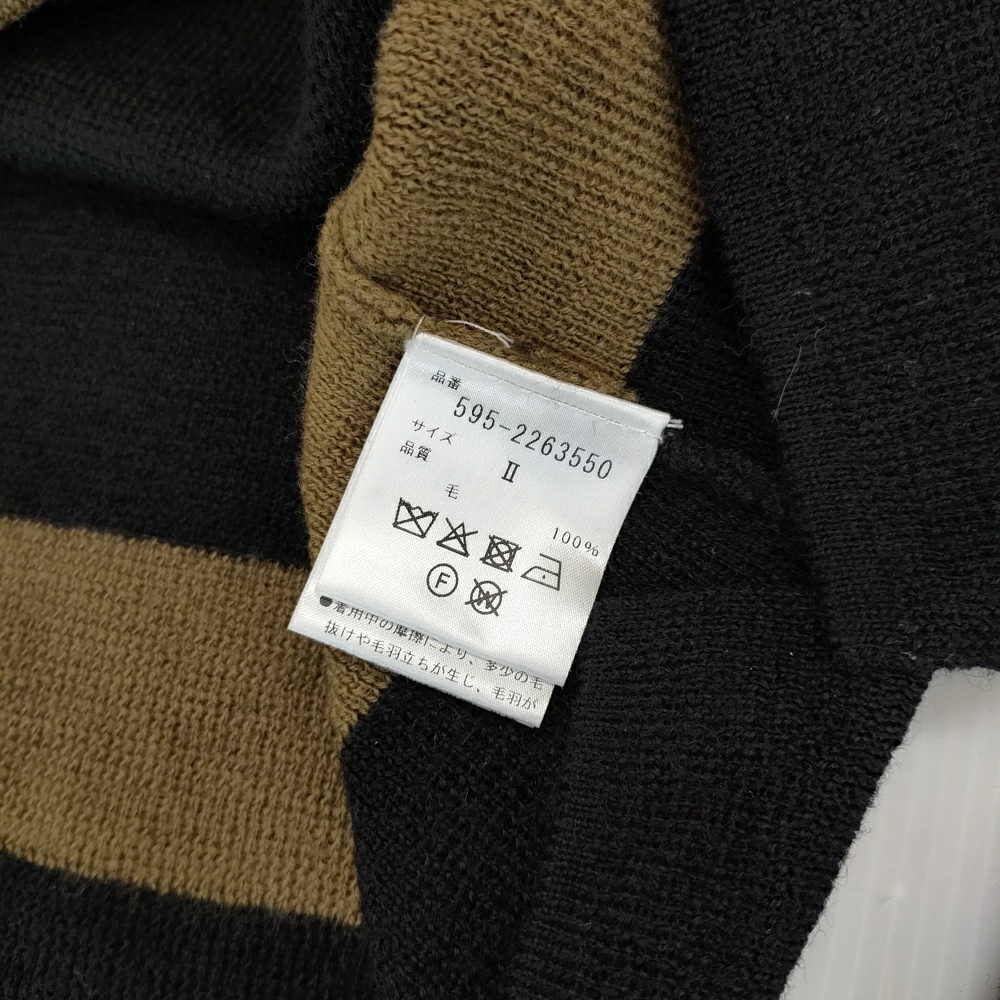 品番
595-2263550
サイズ
II
品質
毛 100%
F
W
●着用中の摩擦により、多少の毛
抜けや毛羽立ちが生じ、毛羽が